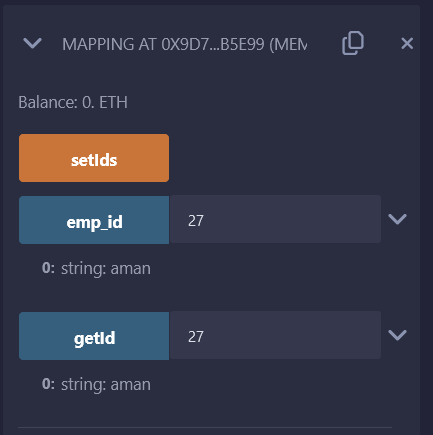 MAPPING AT 0X9D7...B5E99 (MEM
Balance: 0. ETH
setIds
emp_id 27
0: string: aman
getId 27
0: string: aman